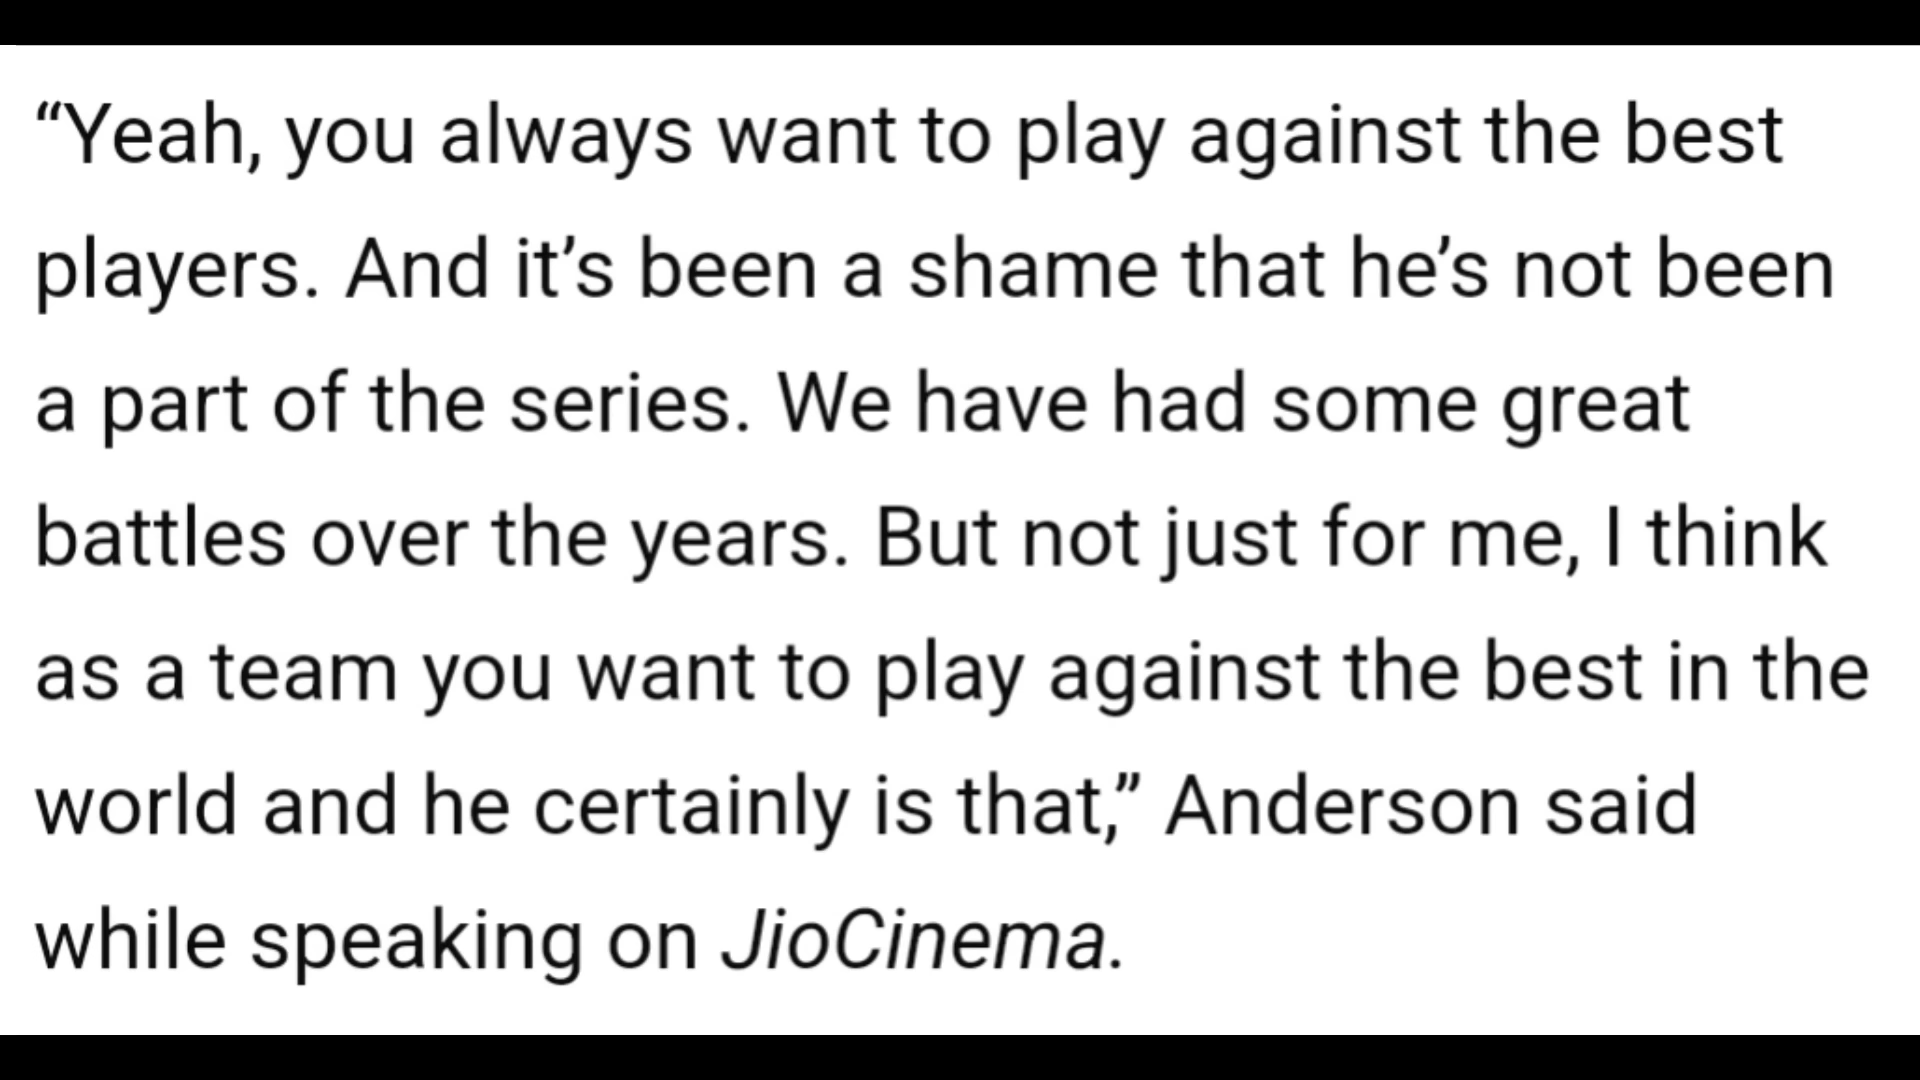 “Yeah, you always want to play against the best
players. And it’s been a shame that he’s not been
a part of the series. We have had some great
battles over the years. But not just for me, I think
as a team you want to play against the best in the
world and he certainly is that,” Anderson said
while speaking on JioCinema.